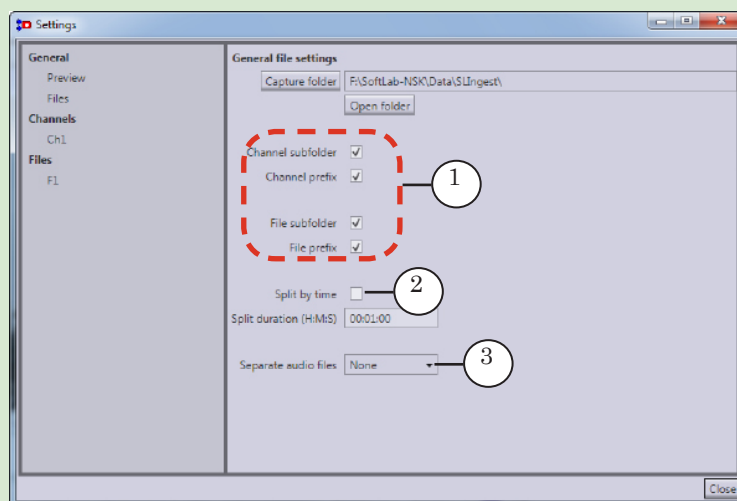 Settings
General
Preview
Files
Channels
Ch1
Files
F1
General file settings
Capture folder F:\SoftLab-NSK\Data\SLIngest\
Open folder
Channel subfolder
Channel prefix
1
File subfolder
File prefix
Split by time
2
Split duration (H:M:S) 00:01:00
Separate audio files None
3
Close